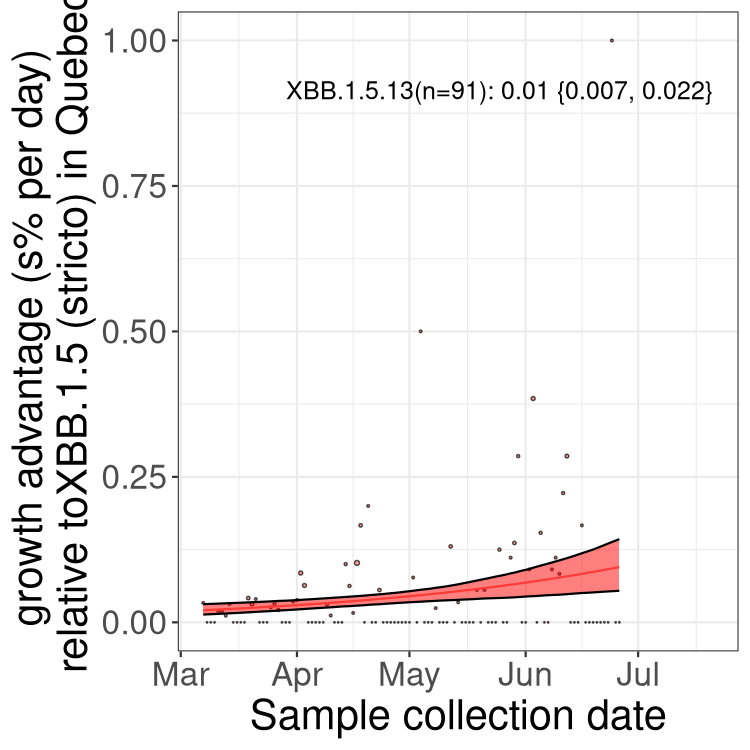 growth advantage (s% per day)
relative toXBB.1.5 (stricto) in Quebec
1.00
0.75
0.50
0.25
0.00
XBB.1.5.13(n=91): 0.01 {0.007, 0.022}
Mar Apr May Jun Jul
Sample collection date